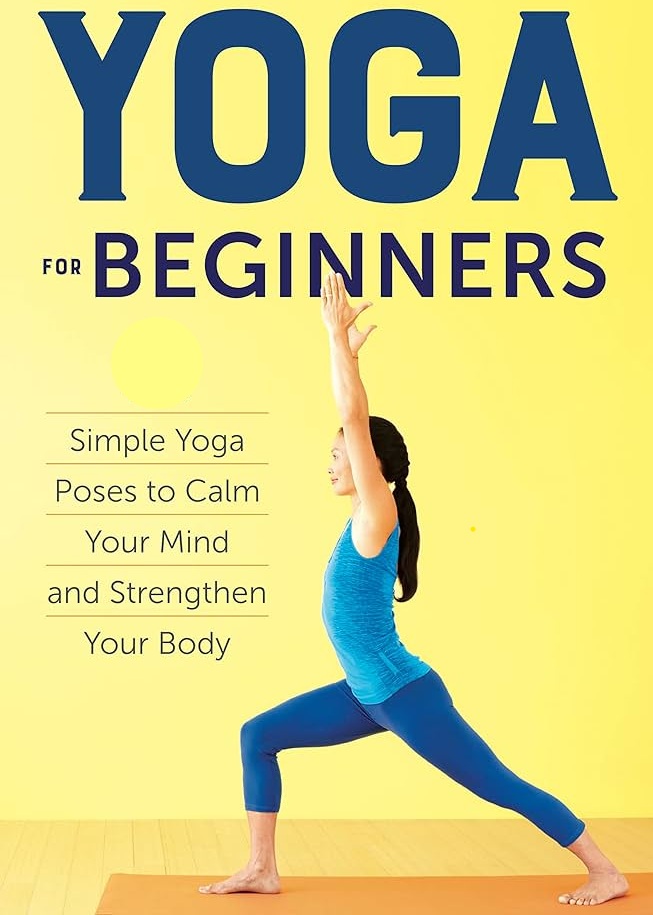 YOGA
FOR BEGINNERS
Simple Yoga
Poses to Calm
Your Mind
and Strengthen
Your Body